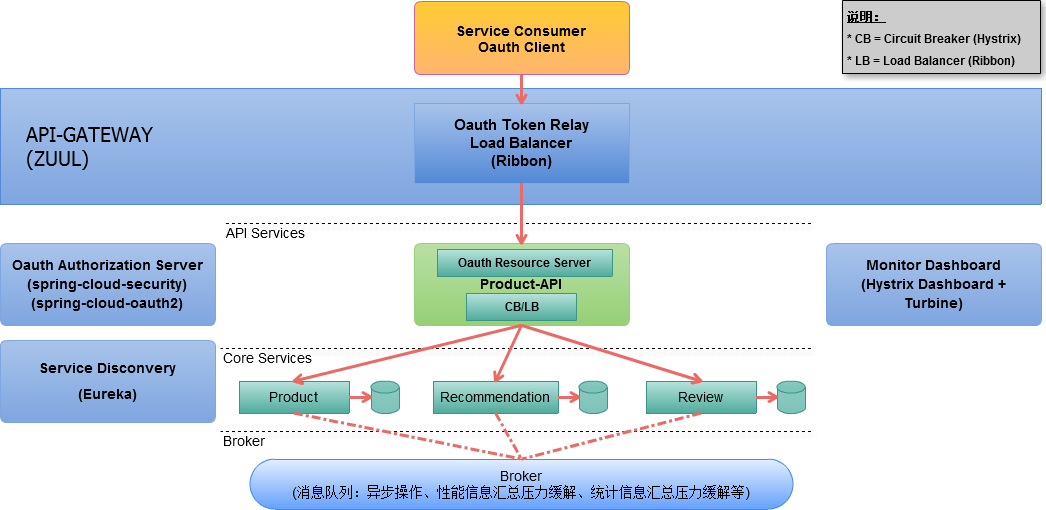 Service Consumer
Oauth Client
说明：
* CB = Circuit Breaker (Hystrix)
* LB = Load Balancer (Ribbon)
API-GATEWAY
(ZUUL)
Oauth Token Relay
Load Balancer
(Ribbon)
API Services
Oauth Authorization Server
(spring-cloud-security)
(spring-cloud-oauth2)
Oauth Resource Server
Product-API
CB/LB
Monitor Dashboard
(Hystrix Dashboard +
Turbine)
Service Disconvery
(Eureka)
Core Services
Product
Recommendation
Review
Broker
Broker
(消息队列：异步操作、性能信息汇总压力缓解、统计信息汇总压力缓解等)